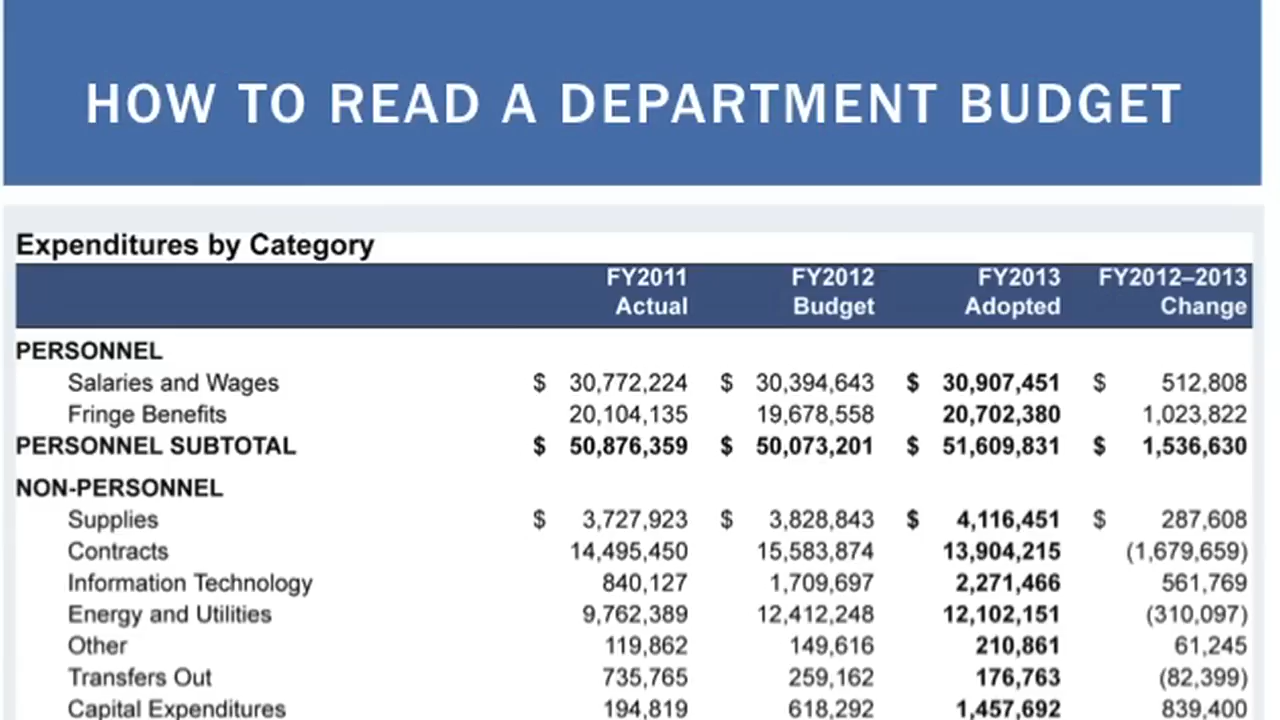 HOW TO READ A DEPARTMENT BUDGET
Expenditures by Category
FY2011 FY2012 FY2013 FY2012–2013
Actual Budget Adopted Change
PERSONNEL
Salaries and Wages $ 30,772,224 $ 30,394,643 $ 30,907,451 $ 512,808
Fringe Benefits 20,104,135 19,678,558 20,702,380 1,023,822
PERSONNEL SUBTOTAL $ 50,876,359 $ 50,073,201 $ 51,609,831 $ 1,536,630
NON-PERSONNEL
Supplies $ 3,727,923 $ 3,828,843 $ 4,116,451 $ 287,608
Contracts 14,495,450 15,583,874 13,904,215 (1,679,659)
Information Technology 840,127 1,709,697 2,271,466 561,769
Energy and Utilities 9,762,389 12,412,248 12,102,151 (310,097)
Other 119,862 149,616 210,861 61,245
Transfers Out 735,765 259,162 176,763 (82,399)
Capital Expenditures 194,819 618,292 1,457,692 839,400